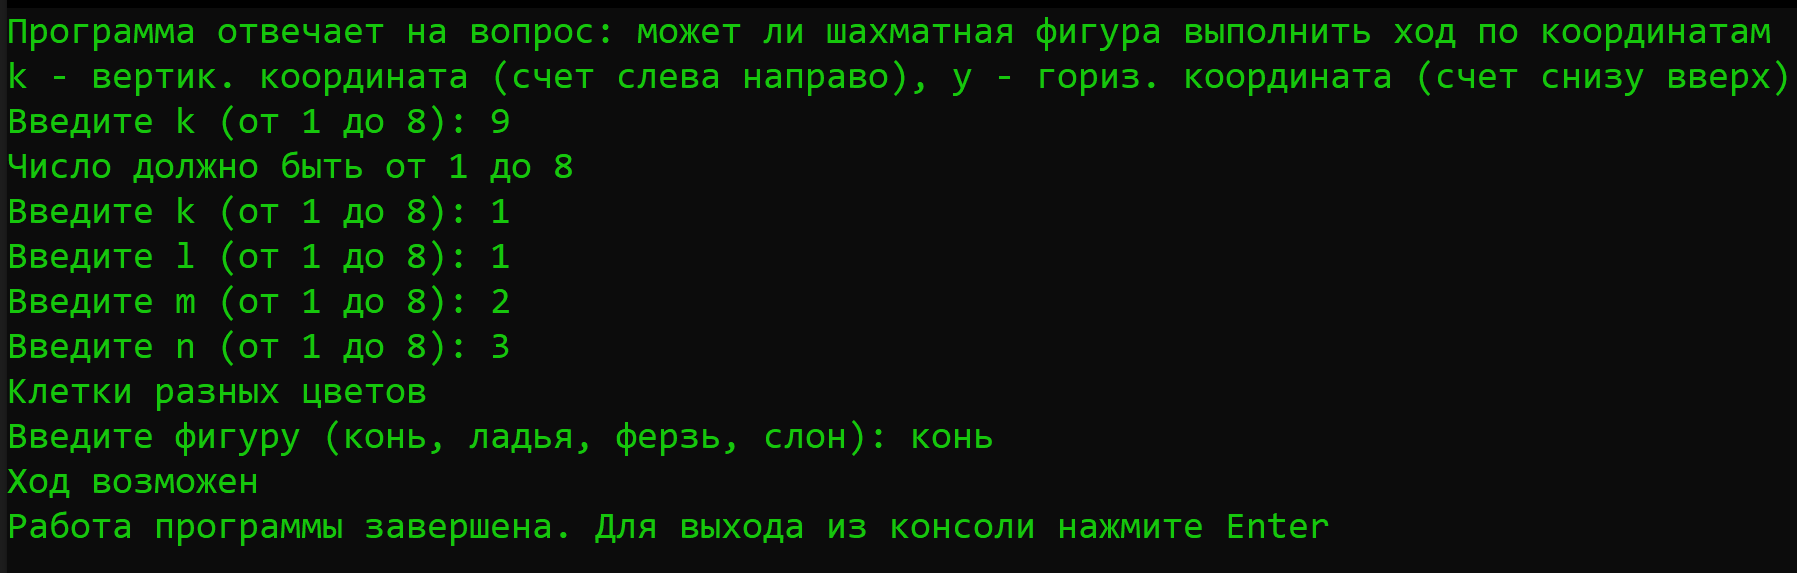 Программа отвечает на вопрос: может ли шахматная фигура выполнить ход по координатам
k - вертик. координата (счет слева направо), y - гориз. координата (счет снизу вверх)
Введите k (от 1 до 8): 9
Число должно быть от 1 до 8
Введите k (от 1 до 8): 1
Введите l (от 1 до 8): 1
Введите m (от 1 до 8): 2
Введите n (от 1 до 8): 3
Клетки разных цветов
Введите фигуру (конь, ладья, ферзь, слон): конь
Ход возможен
Работа программы завершена. Для выхода из консоли нажмите Enter